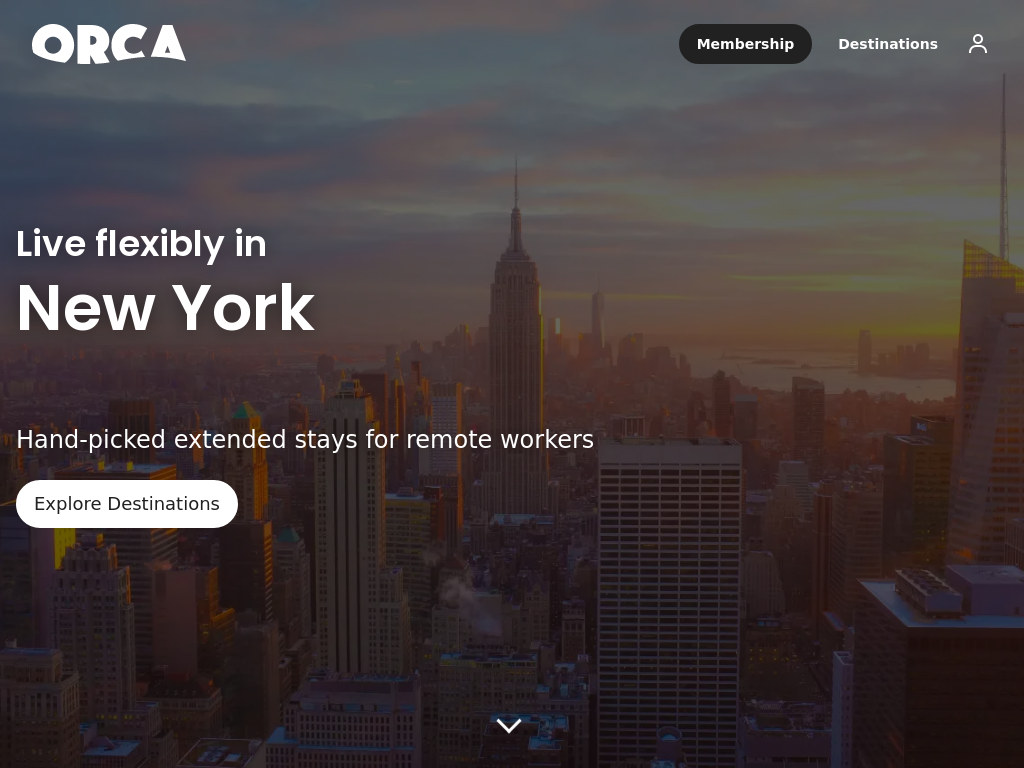 ORCA
Membership
Destinations
Live flexibly in
New York
Hand-picked extended stays for remote workers
Explore Destinations